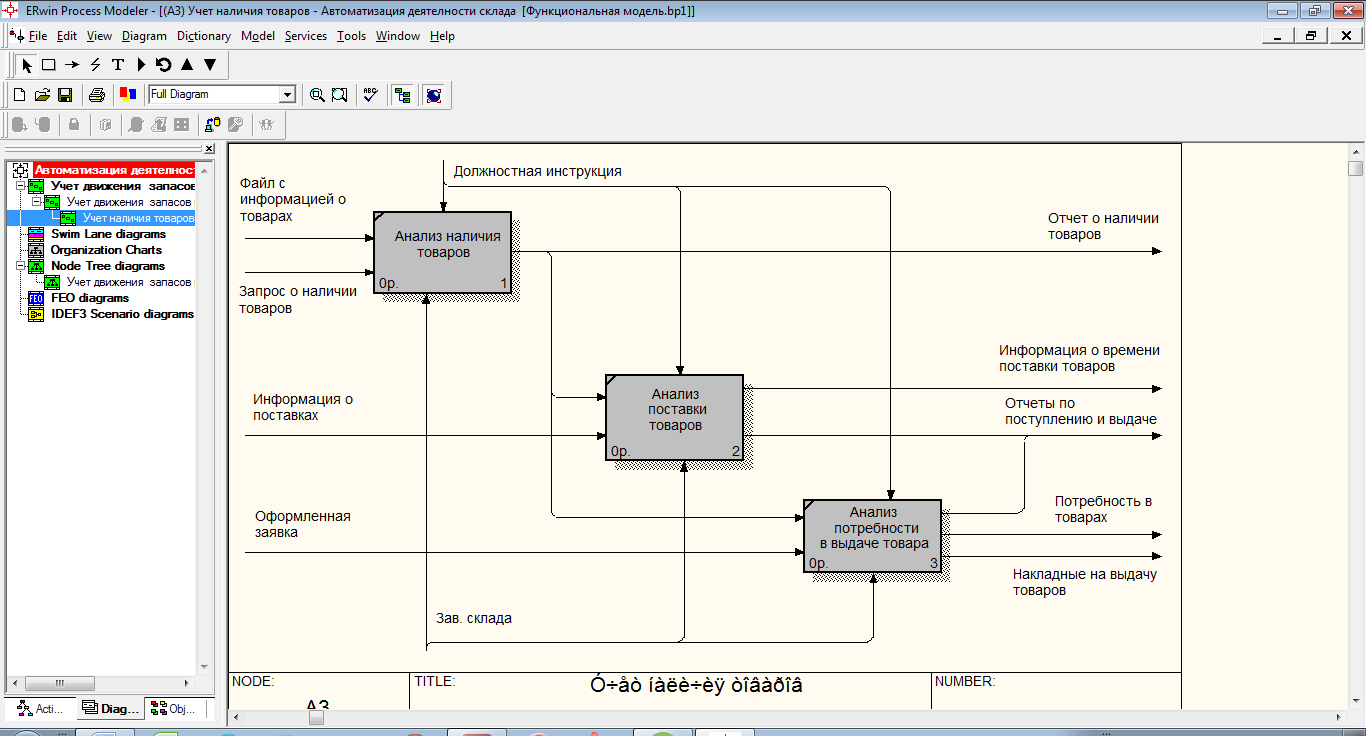 ERwin Process Modeler - [(A3) Учет наличия товаров - Автоматизация деятельности склада [Функциональная модель.bp1]]
File Edit View Diagram Dictionary Model Services Tools Window Help
Full Diagram
ABC
Автоматизация деятельнос
Учет движения запасов
Учет движения запасов
Учет наличия товаров
Swim Lane diagrams
Organization Charts
Node Tree diagrams
Учет движения запасов
FEO diagrams
IDEF3 Scenario diagrams
FEO
Acti...
Diag...
Obj...
Должностная инструкция
Файл с
информацией о
товарах
Анализ наличия
товаров
0р. 1
Отчет о наличии
товаров
Запрос о наличии
товаров
Информация о времени
поставки товаров
Информация о
поставках
Анализ
поставки
товаров
0р. 2
Отчеты по
поступлению и выдаче
Оформленная
заявка
Анализ
потребности
в выдаче товара
0р. 3
Потребность в
товарах
Накладные на выдачу
товаров
Зав. склада
NODE:
A3
TITLE:
Ó÷åò íàëè÷èÿ òîâàðîâ
NUMBER: